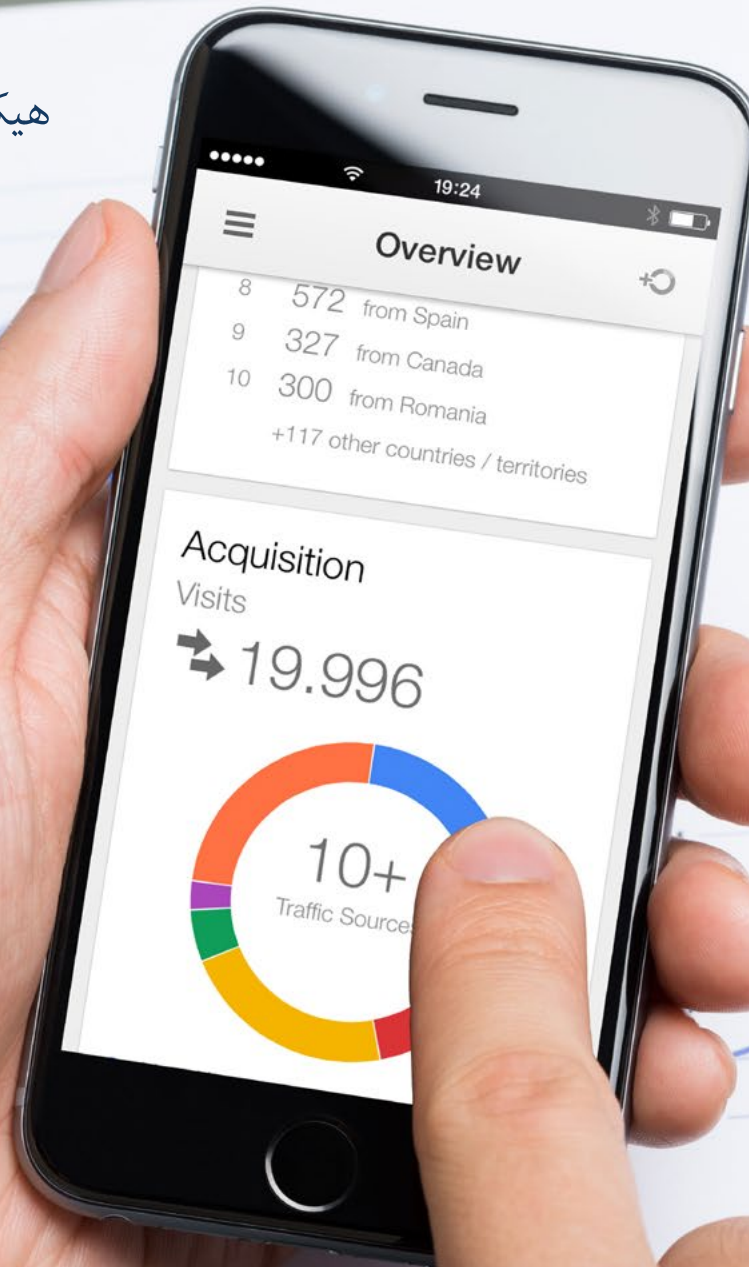 19:24
Overview
8 572 from Spain
9 327 from Canada
10 300 from Romania
+117 other countries / territories
Acquisition
Visits
19.996
10+
Traffic